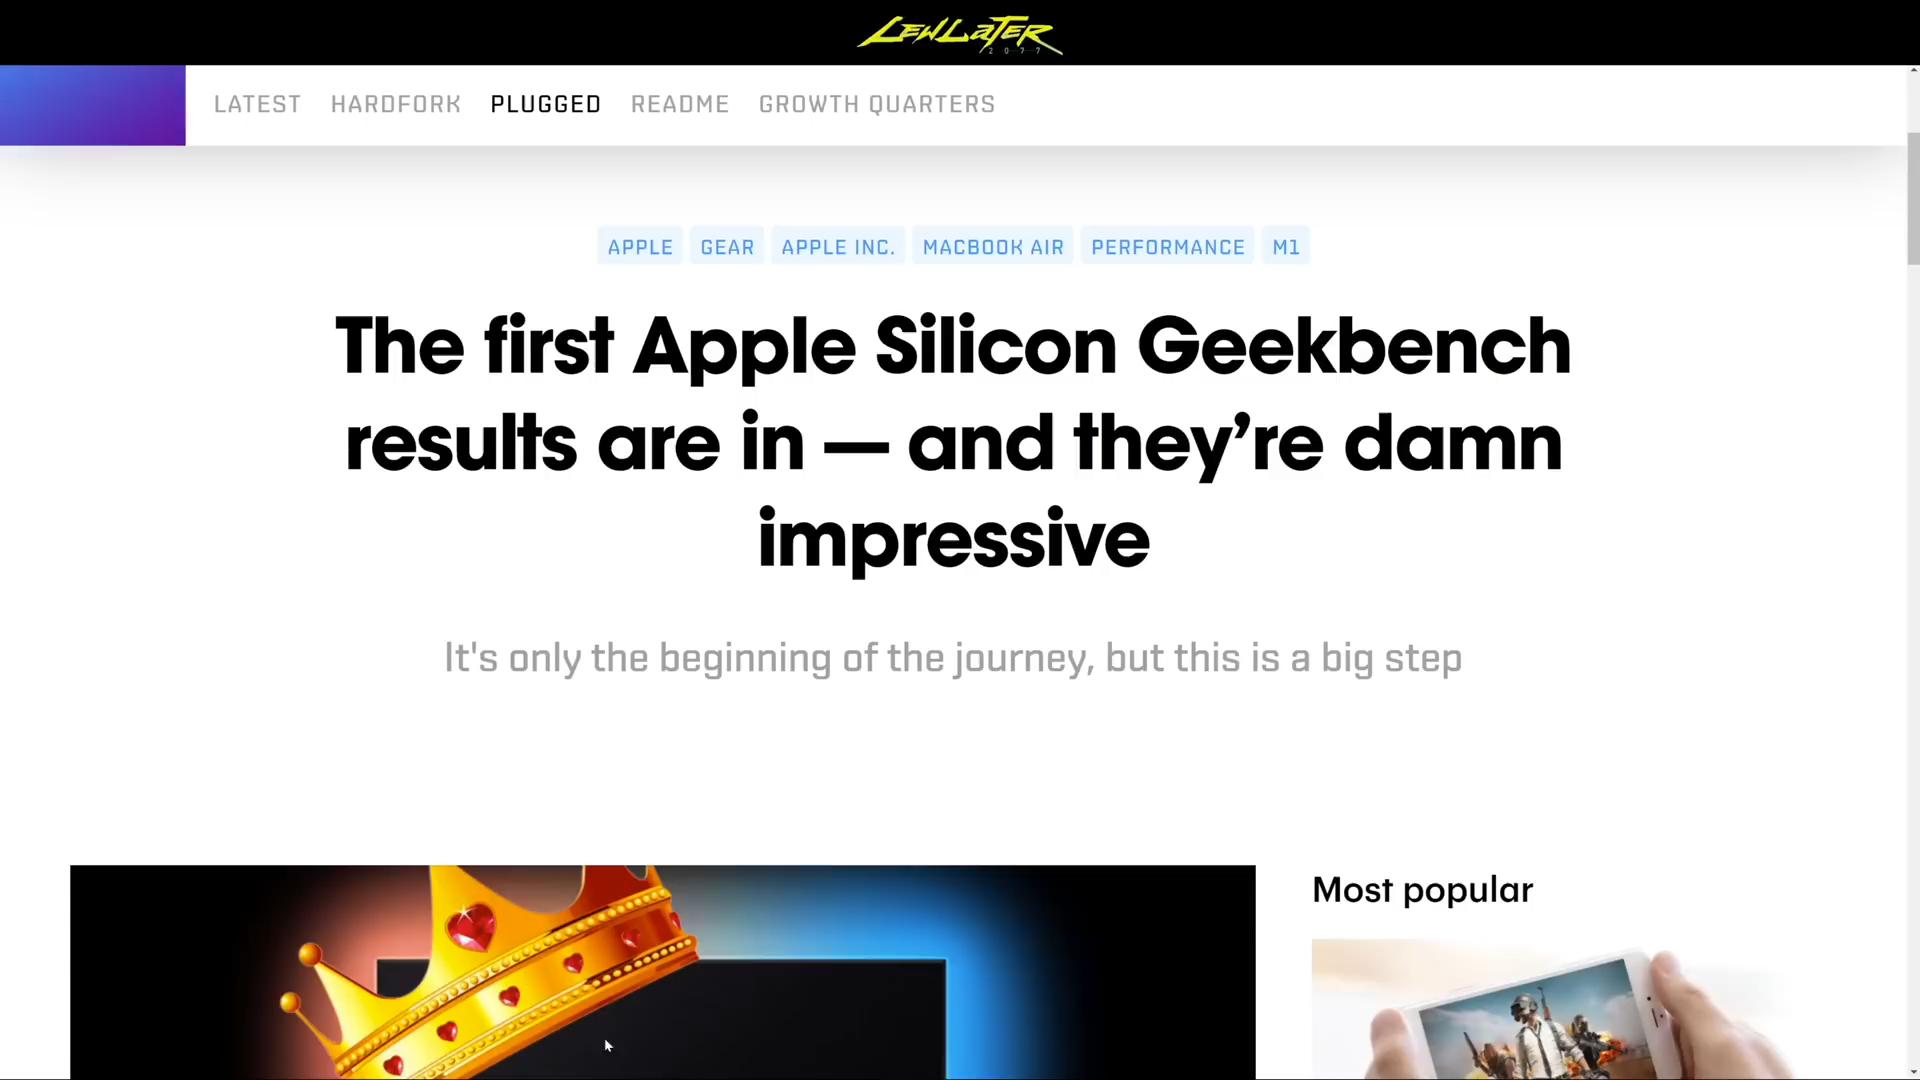 LEWLATER
2077
LATEST HARDFORK PLUGGED README GROWTH QUARTERS
APPLE GEAR APPLE INC. MACBOOK AIR PERFORMANCE M1
The first Apple Silicon Geekbench
results are in — and they’re damn
impressive
It's only the beginning of the journey, but this is a big step
Most popular